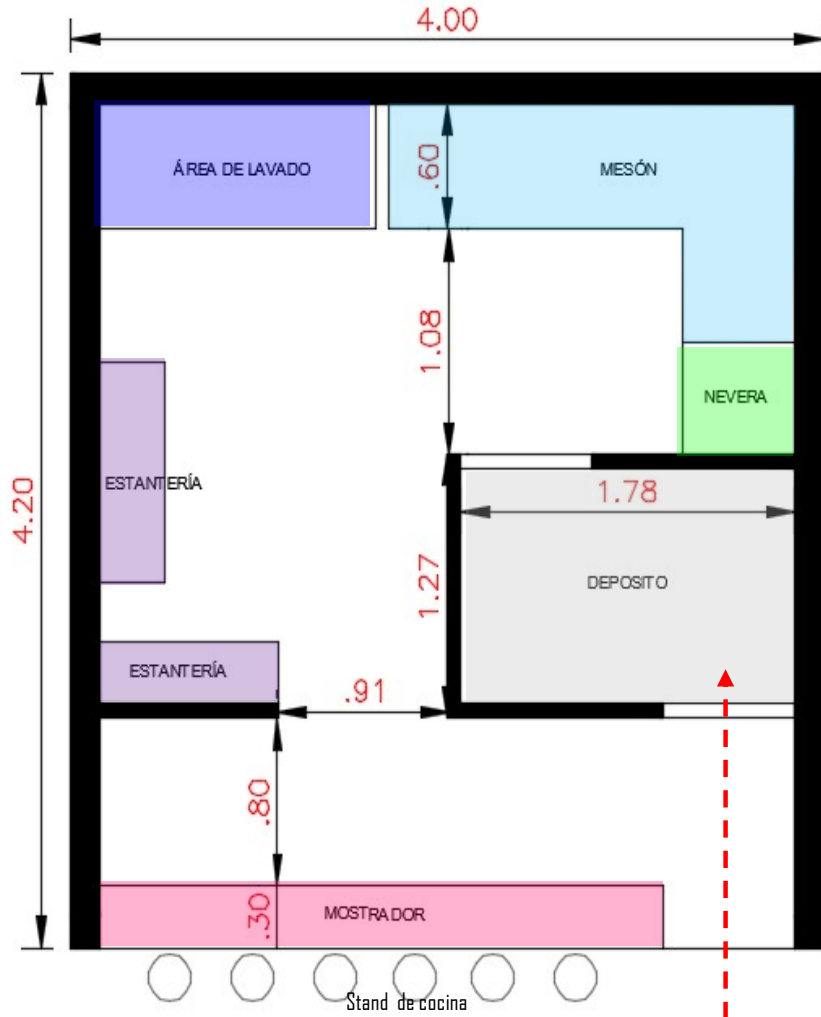 4.00
ÁREA DE LAVADO
.60
MESÓN
1.08
NEVERA
4.20
ESTANTERÍA
1.78
1.27
DEPOSITO
ESTANTERÍA
.91
.80
.30
MOSTRADOR
Stand de cocina